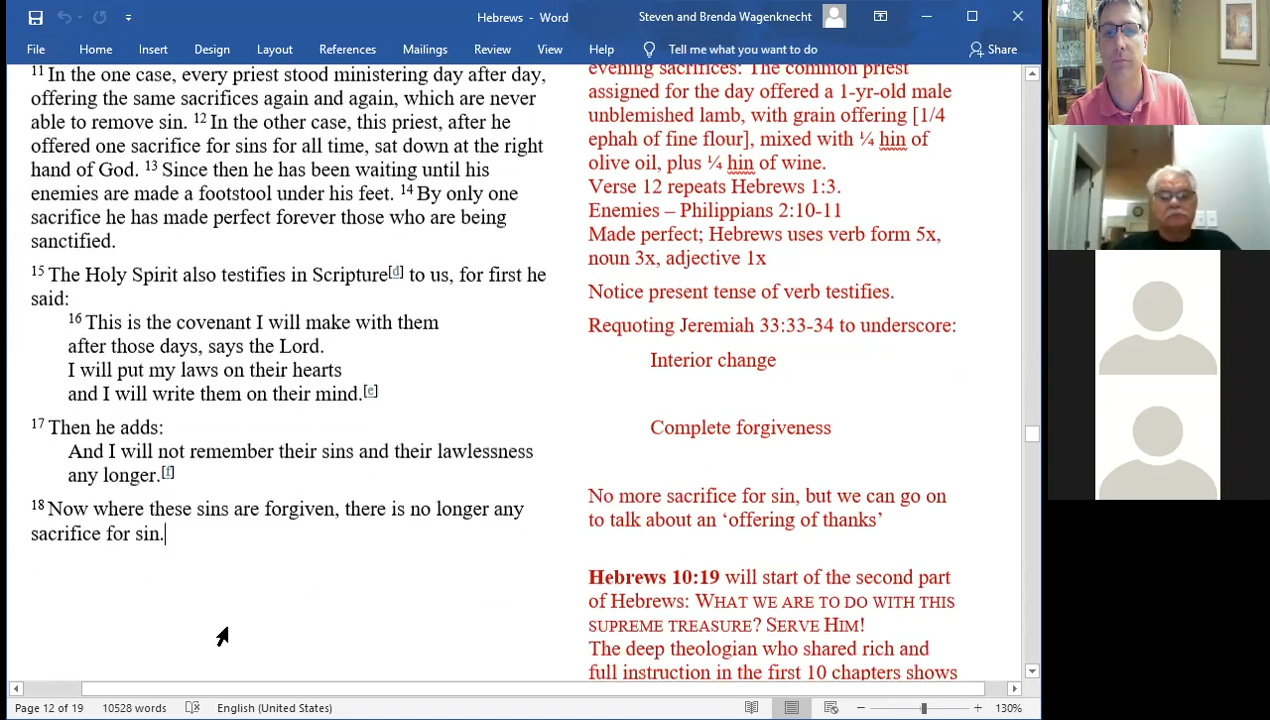 Hebrews - Word
Steven and Brenda Wagenknecht
File Home Insert Design Layout References Mailings Review View Help Tell me what you want to do Share
11 In the one case, every priest stood ministering day after day,
offering the same sacrifices again and again, which are never
able to remove sin. 12 In the other case, this priest, after he
offered one sacrifice for sins for all time, sat down at the right
hand of God. 13 Since then he has been waiting until his
enemies are made a footstool under his feet. 14 By only one
sacrifice he has made perfect forever those who are being
sanctified.
15 The Holy Spirit also testifies in Scripture[d] to us, for first he
said:
16 This is the covenant I will make with them
after those days, says the Lord.
I will put my laws on their hearts
and I will write them on their mind.[e]
17 Then he adds:
And I will not remember their sins and their lawlessness
any longer.[f]
18 Now where these sins are forgiven, there is no longer any
sacrifice for sin.
evening sacrifices: The common priest
assigned for the day offered a 1-yr-old male
unblemished lamb, with grain offering [1/4
ephah of fine flour], mixed with ¼ hin of
olive oil, plus ¼ hin of wine.
Verse 12 repeats Hebrews 1:3.
Enemies – Philippians 2:10-11
Made perfect; Hebrews uses verb form 5x,
noun 3x, adjective 1x
Notice present tense of verb testifies.
Requoting Jeremiah 33:33-34 to underscore:
Interior change
Complete forgiveness
No more sacrifice for sin, but we can go on
to talk about an ‘offering of thanks’
Hebrews 10:19 will start of the second part
of Hebrews: WHAT WE ARE TO DO WITH THIS
SUPREME TREASURE? SERVE HIM!
The deep theologian who shared rich and
full instruction in the first 10 chapters shows
Page 12 of 19 10528 words English (United States) 130%